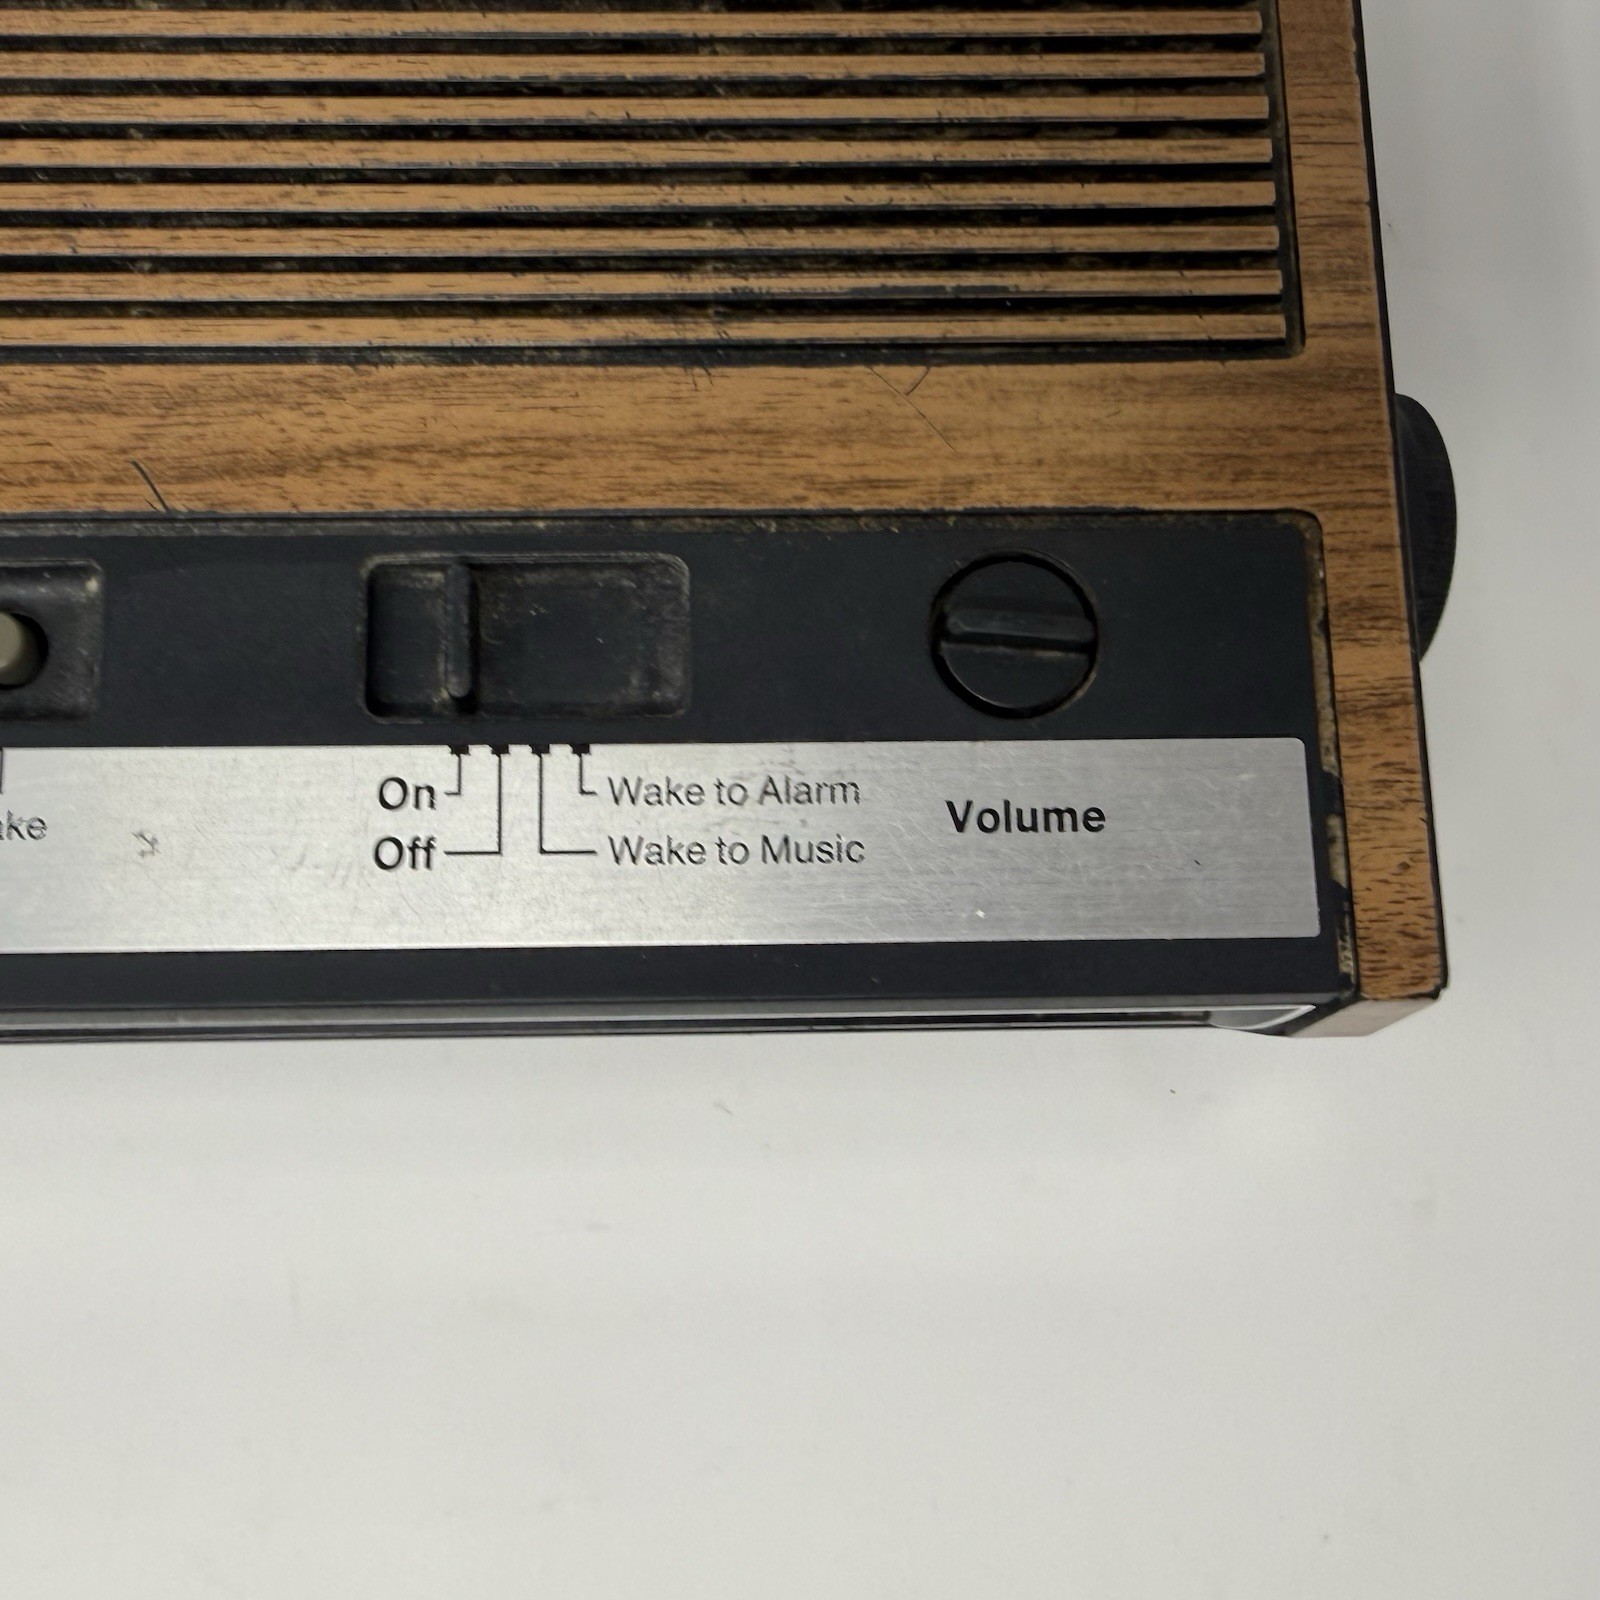 On
Wake to Alarm
Off
Wake to Music
Volume